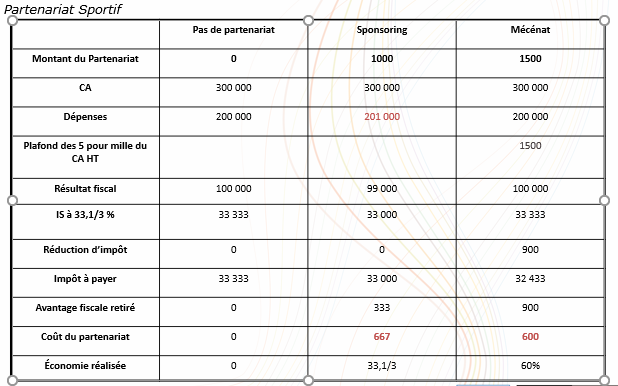 Partenariat Sportif
Pas de partenariat Sponsoring Mécénat
Montant du Partenariat 0 1000 1500
CA 300 000 300 000 300 000
Dépenses 200 000 201 000 200 000
Plafond des 5 pour mille du
CA HT 1500
Résultat fiscal 100 000 99 000 100 000
IS à 33,1/3 % 33 333 33 000 33 333
Réduction d'impôt 0 0 900
Impôt à payer 33 333 33 000 32 433
Avantage fiscale retiré 0 333 900
Coût du partenariat 0 667 600
Économie réalisée 0 33,1/3 60%